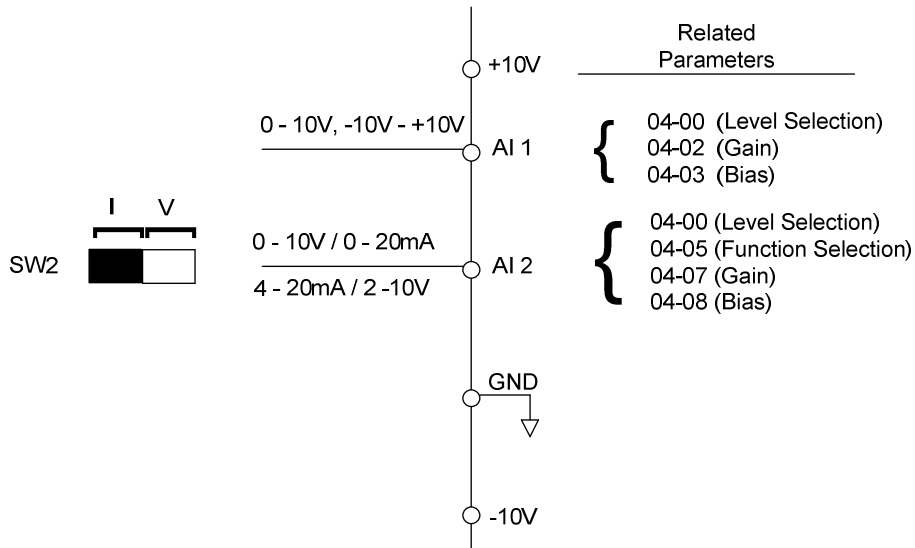 Related
Parameters
+10V
0 - 10V, -10V - +10V
AI 1
04-00 (Level Selection)
04-02 (Gain)
04-03 (Bias)
I V
SW2
0 - 10V / 0 - 20mA
4 - 20mA / 2 -10V
AI 2
04-00 (Level Selection)
04-05 (Function Selection)
04-07 (Gain)
04-08 (Bias)
GND
-10V